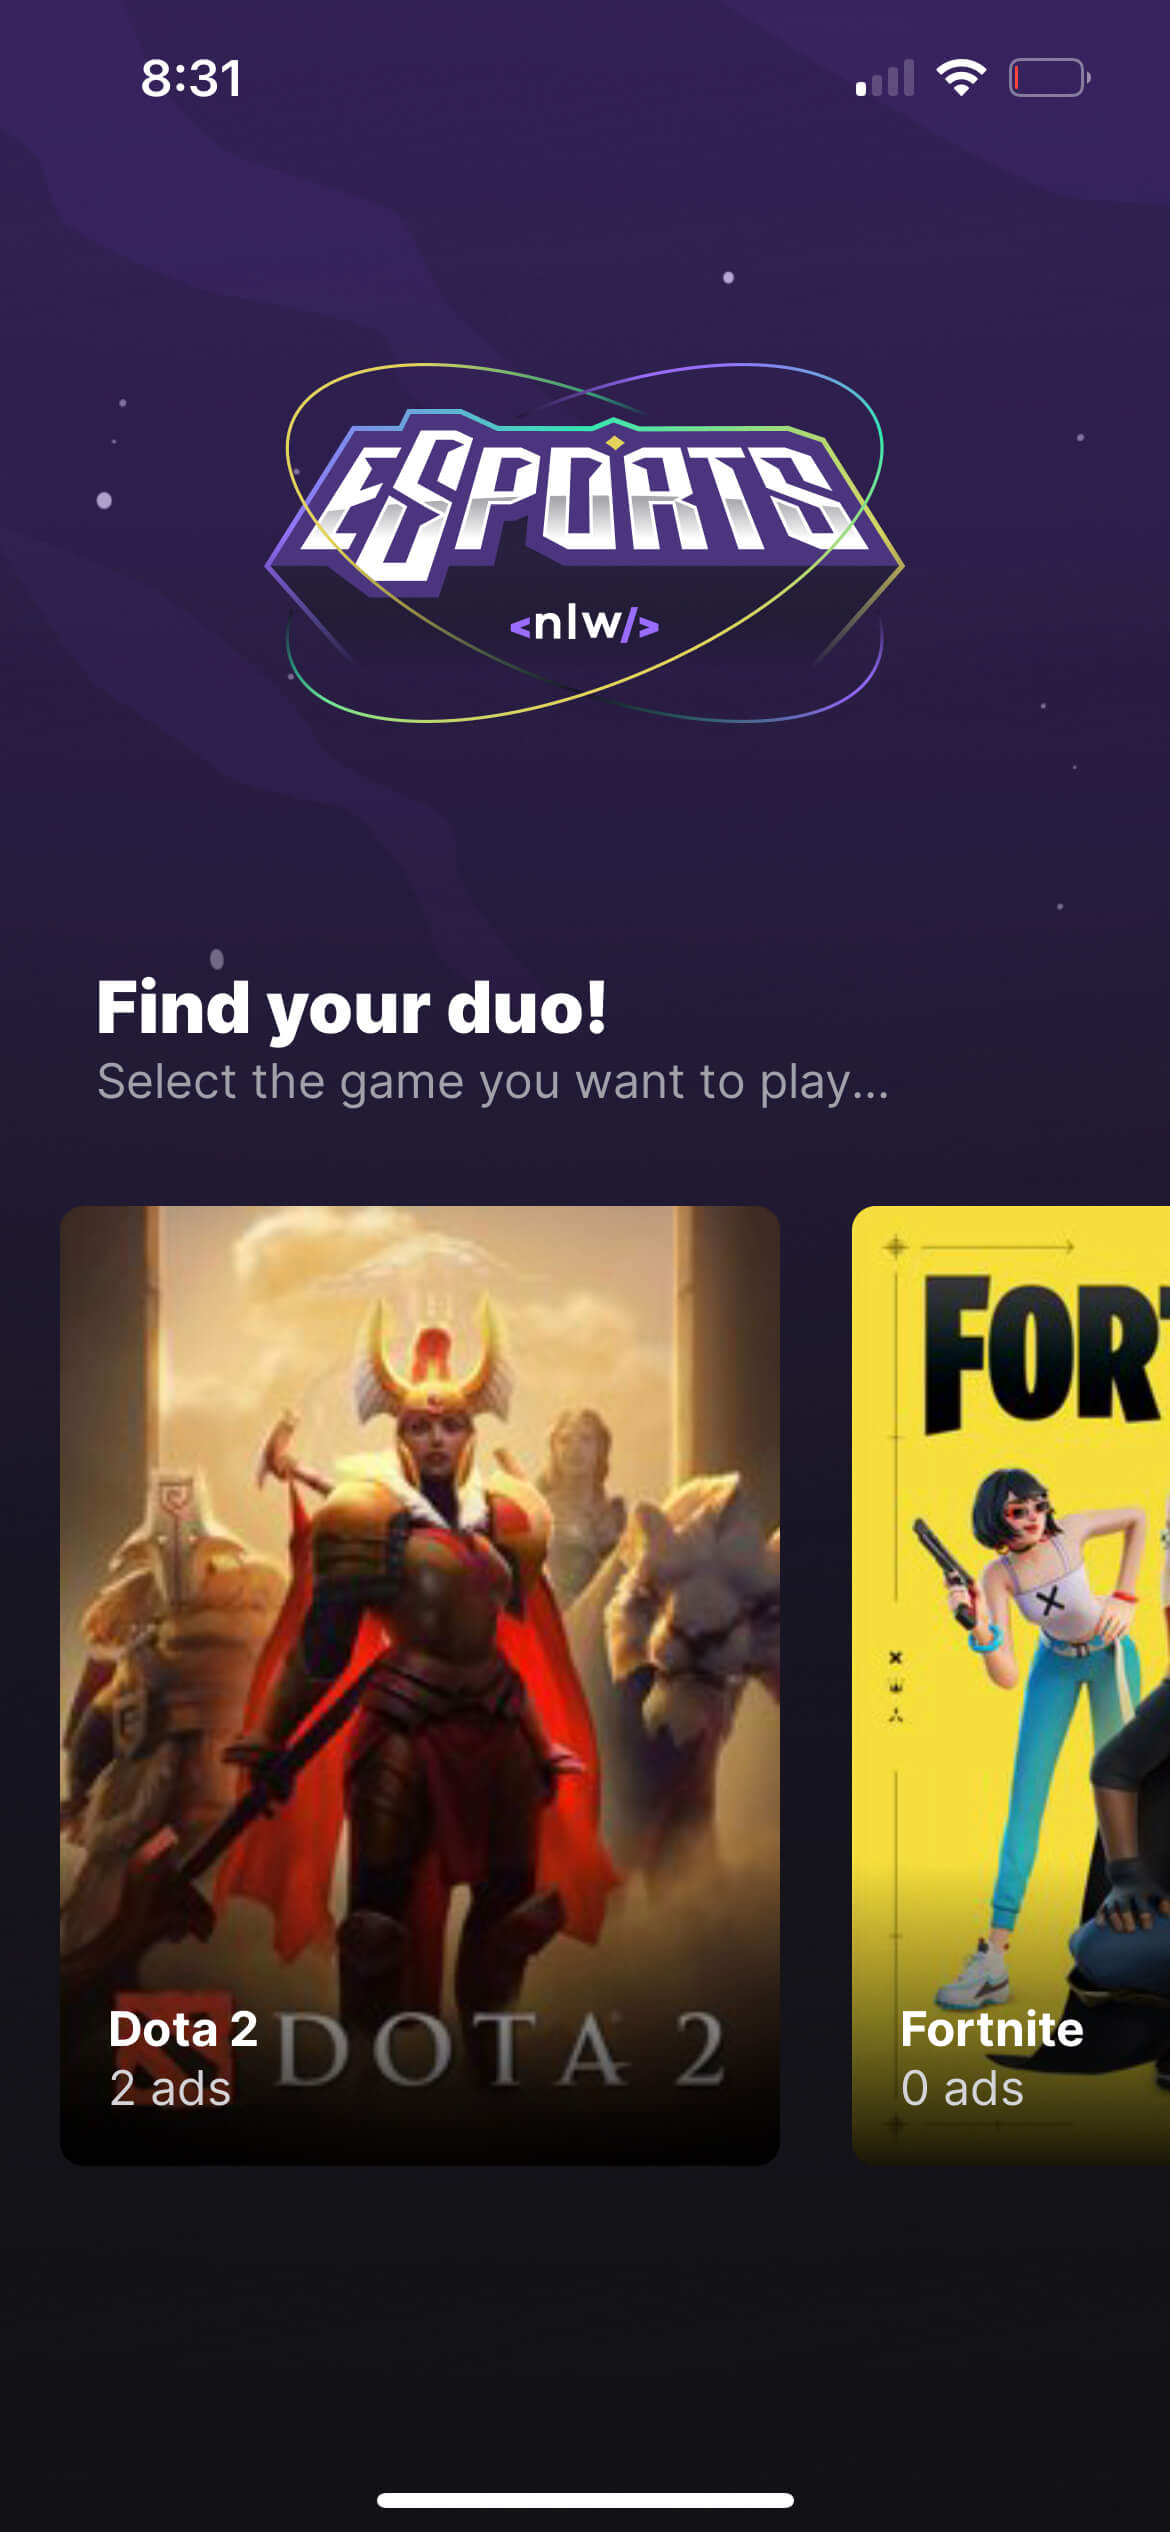 8:31
ESPORTS
<nlw/>
Find your duo!
Select the game you want to play...
FORT
Dota 2
DOTA 2
2 ads
Fortnite
0 ads